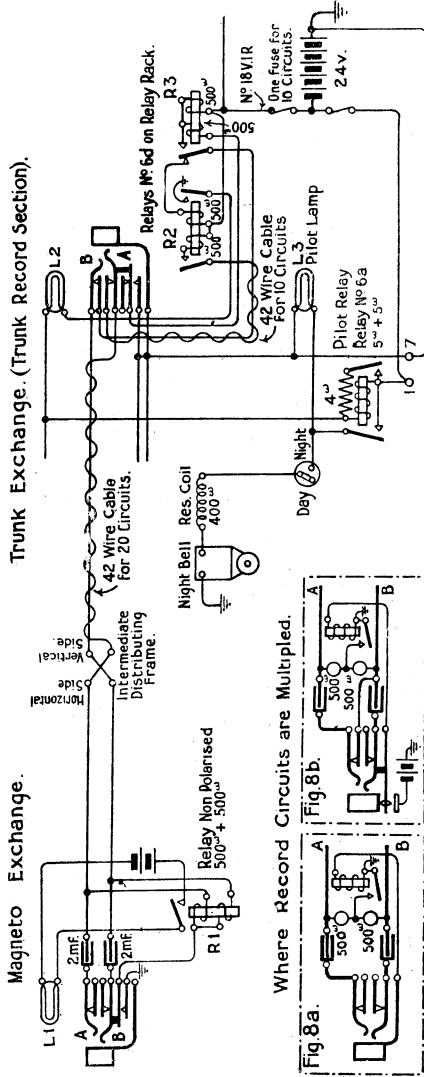 Trunk Exchange. (Trunk Record Section).
Magneto Exchange.
L1
2mf.
2mf.
A
B
R1
Relay Non Polarised
500ω + 500ω
Horizontal
Side
Vertical
Side.
Intermediate
Distributing
Frame.
42 Wire Cable
for 20 Circuits.
L2
B
A
Relays Nº 6d on Relay Rack.
R3
500ω
500
R2
500
500ω
42 Wire Cable
For 10 Circuits
Nº 18 V.I.R
One fuse for
10 Circuits.
24v.
L3
Pilot Lamp
Pilot Relay
Relay Nº 6a
5ω + 5ω
4ω
1
7
Night Bell
Res. Coil
400ω
Day
Night
Where Record Circuits are Multipled.
Fig. 8a.
500ω
500ω
A
B
Fig. 8b.
500ω
500ω
A
B